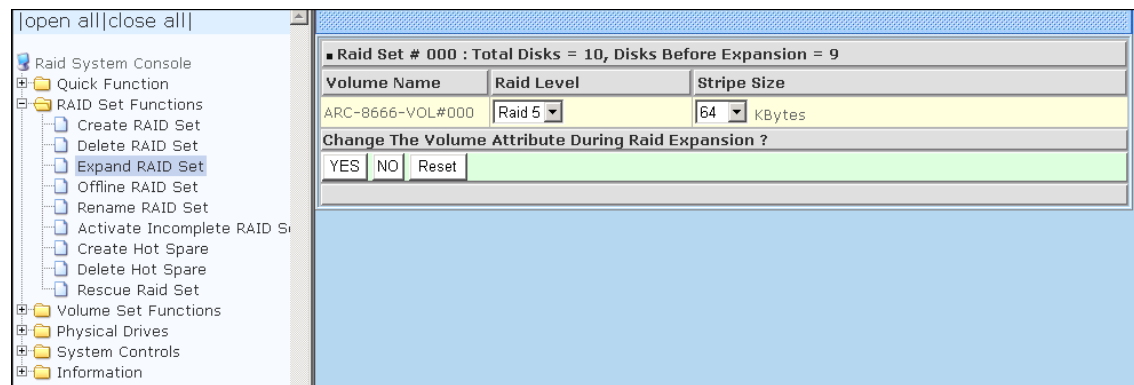 |open all|close all|
Raid System Console
Quick Function
RAID Set Functions
Create RAID Set
Delete RAID Set
Expand RAID Set
Offline RAID Set
Rename RAID Set
Activate Incomplete RAID S
Create Hot Spare
Delete Hot Spare
Rescue Raid Set
Volume Set Functions
Physical Drives
System Controls
Information
Raid Set # 000 : Total Disks = 10, Disks Before Expansion = 9
Volume Name Raid Level Stripe Size
ARC-8666-VOL#000 Raid 5 64 KBytes
Change The Volume Attribute During Raid Expansion ?
YES NO Reset